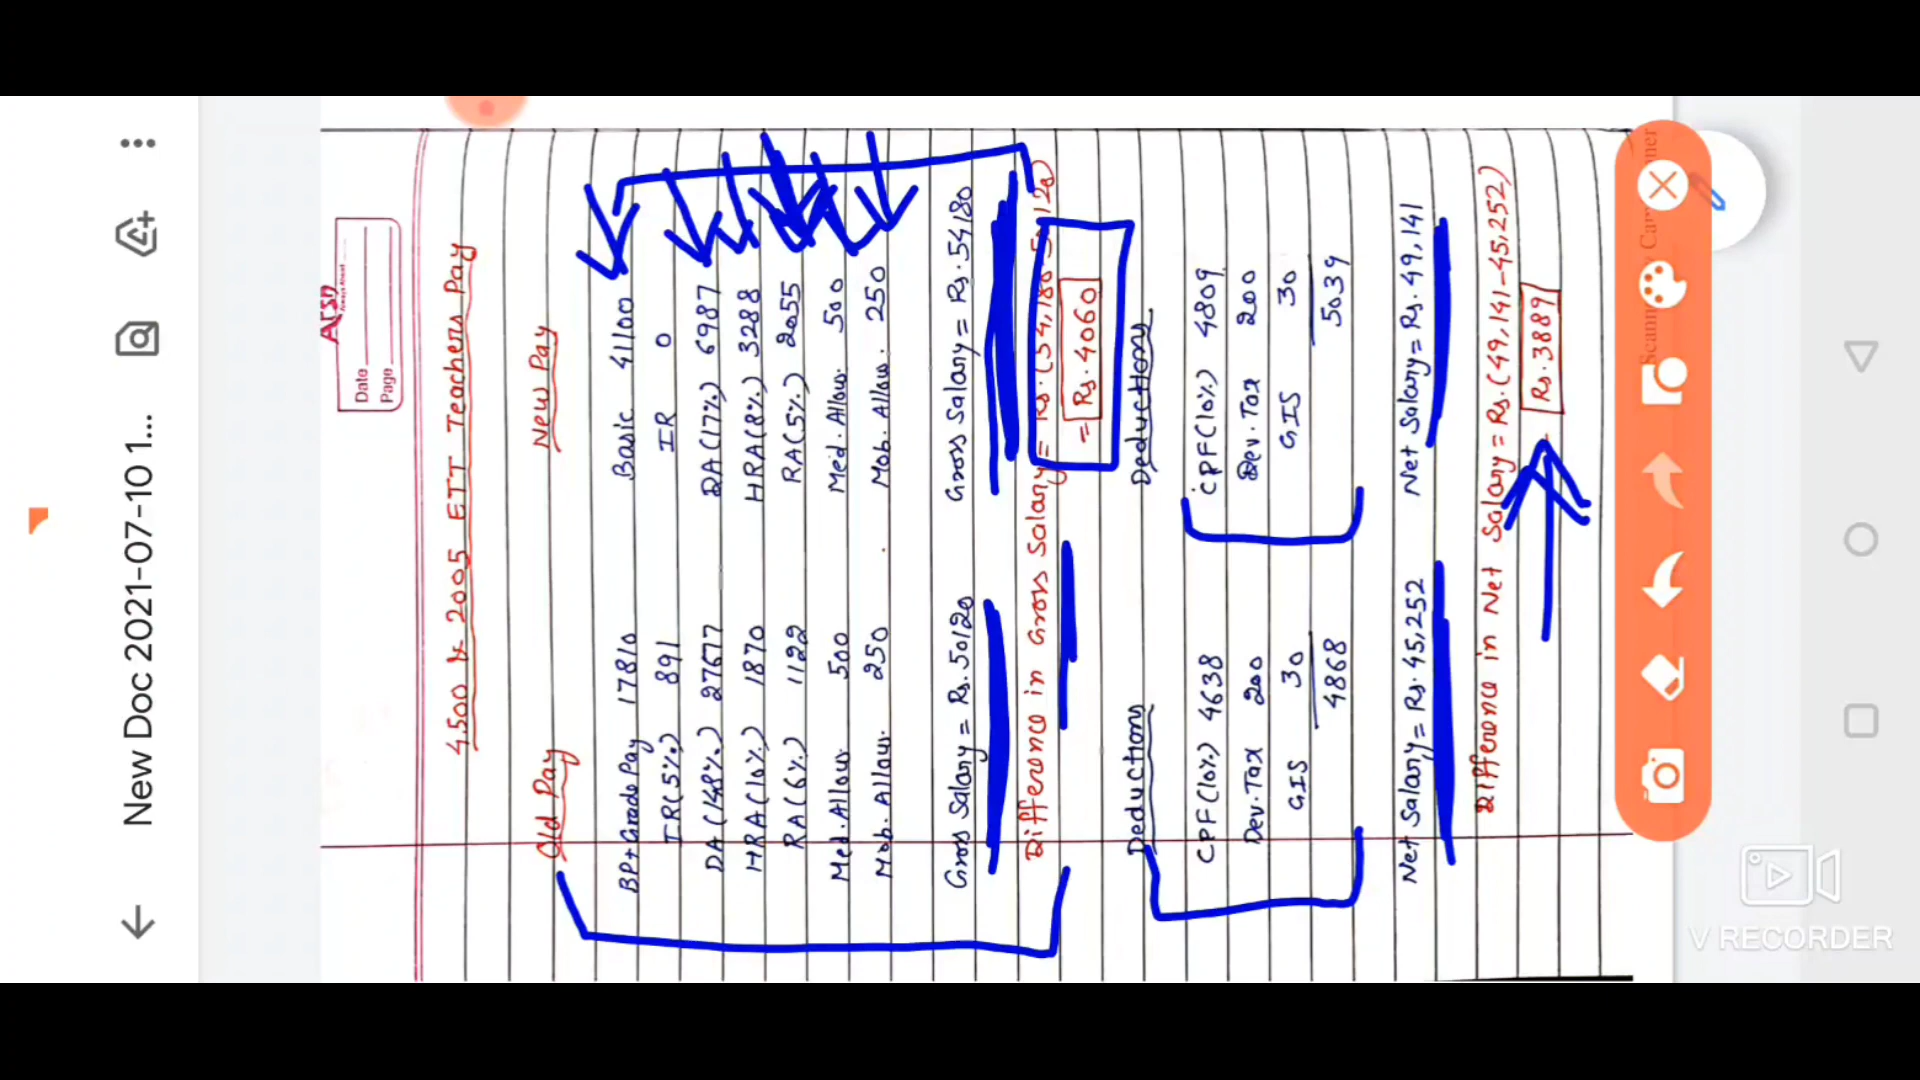 New Doc 2021-07-10 1...
Date
Page
4500 & 2005 ETT Teachers Pay
Old Pay New Pay
BP+Grade Pay 17810 Basic 41100
IR(5%) 891 IR 0
DA(148%) 27677 DA(17%) 6987
HRA(10%) 1870 HRA(8%) 3288
RA(6%) 1122 RA(5%) 2055
Med.Allow. 500 Med.Allow. 500
Mob.Allow. 250 Mob.Allow. 250
Gross Salary = Rs.50120 Gross Salary = Rs.54180
Difference in Gross Salary = Rs.(54,180-50120)
= Rs.4060
Deductions Deductions
CPF(10%) 4638 CPF(10%) 4809
Dev.Tax 200 Dev.Tax 200
GIS 30 GIS 30
4868 5039
Net Salary = Rs.45,252 Net Salary = Rs.49,141
Difference in Net Salary = Rs.(49,141-45,252)
Rs.3889
V RECORDER